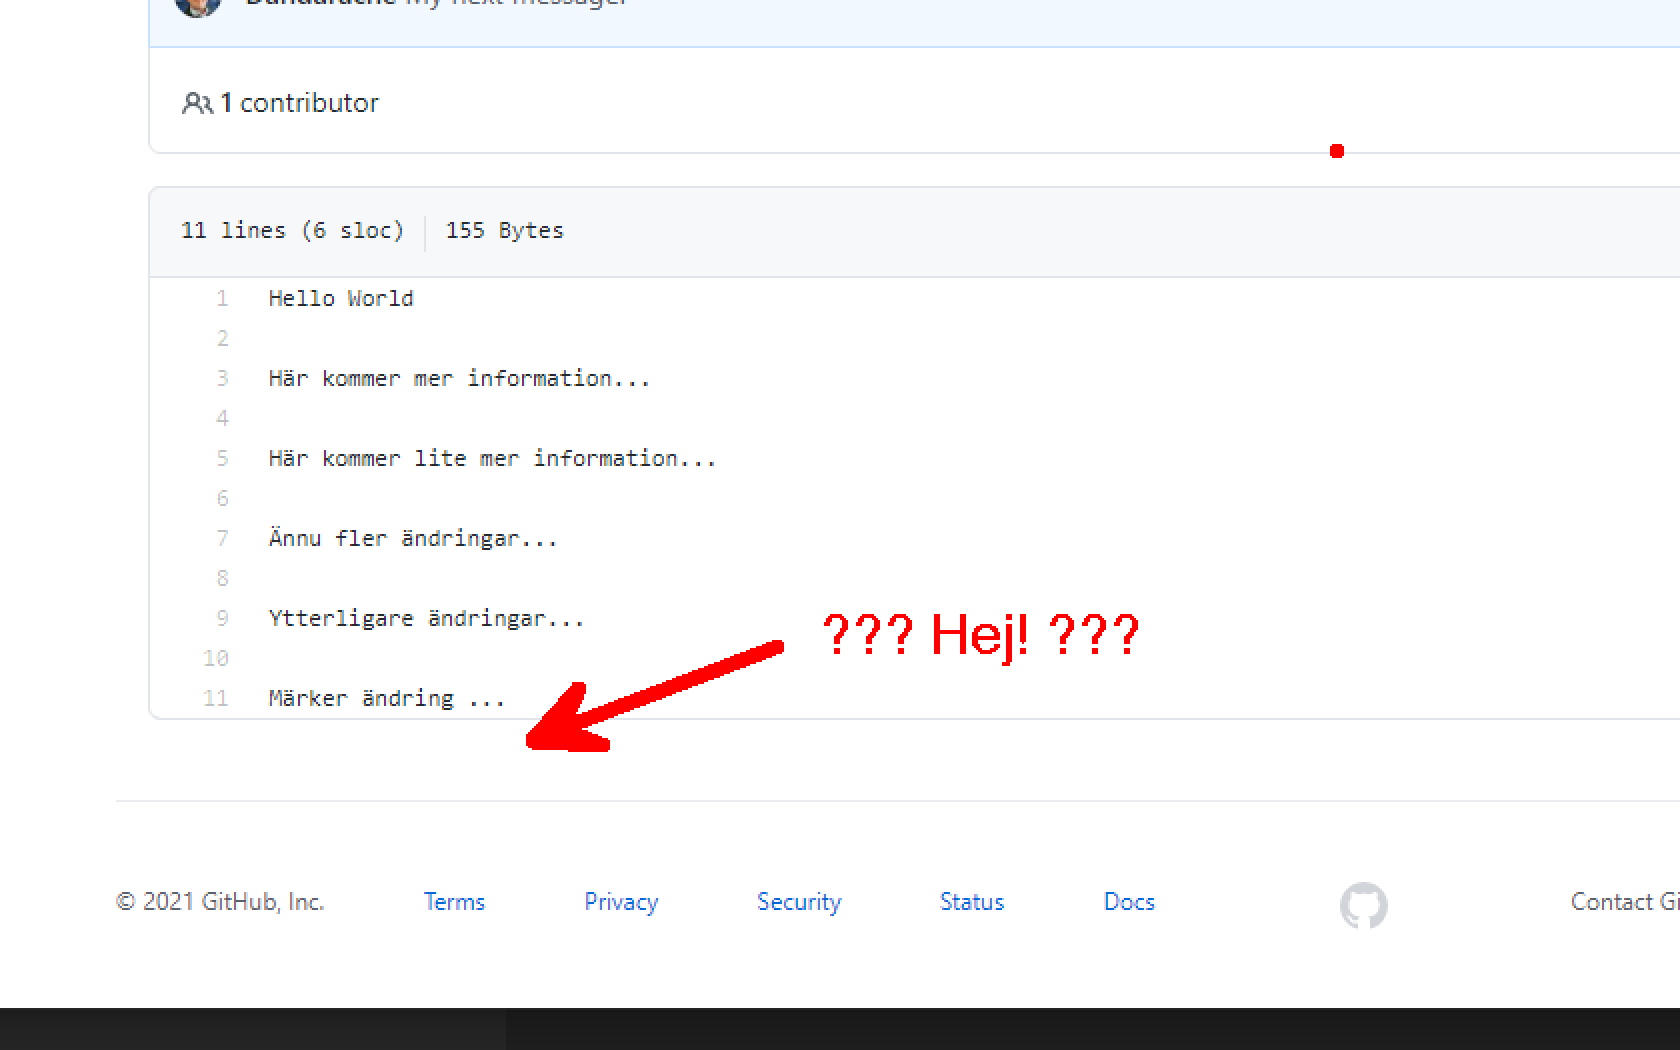 My next message!
1 contributor
11 lines (6 sloc) 155 Bytes
1 Hello World
2
3 Här kommer mer information...
4
5 Här kommer lite mer information...
6
7 Ännu fler ändringar...
8
9 Ytterligare ändringar...
10
11 Märker ändring ...
??? Hej! ???
© 2021 GitHub, Inc. Terms Privacy Security Status Docs Contact